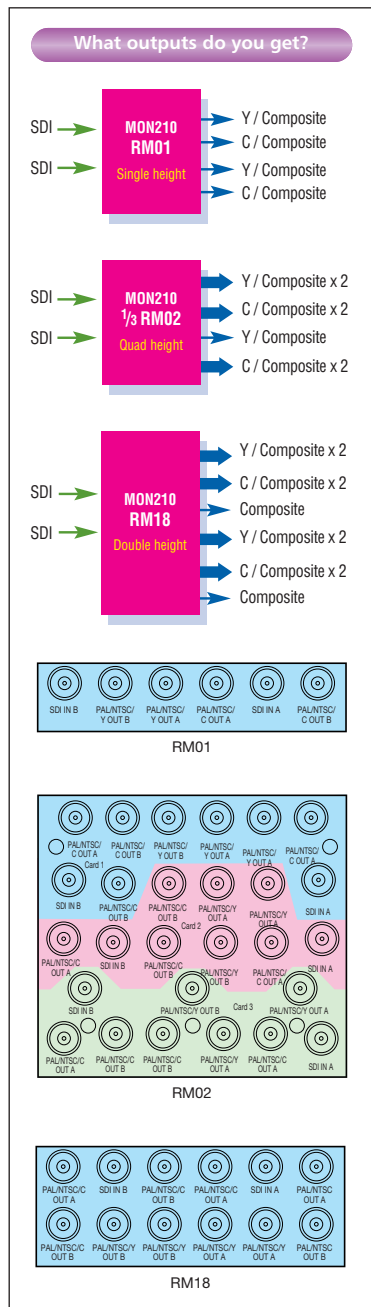 What outputs do you get?
SDI
SDI
MON210
RM01
Single height
Y / Composite
C / Composite
Y / Composite
C / Composite
SDI
SDI
MON210
1/3 RM02
Quad height
Y / Composite x 2
C / Composite x 2
Y / Composite
C / Composite x 2
SDI
SDI
MON210
RM18
Double height
Y / Composite x 2
C / Composite x 2
Composite
Y / Composite x 2
C / Composite x 2
Composite
SDI IN B
PAL/NTSC/
Y OUT B
PAL/NTSC/
Y OUT A
PAL/NTSC/
C OUT A
SDI IN A
PAL/NTSC/
C OUT B
RM01
PAL/NTSC/
C OUT A
PAL/NTSC/
C OUT B
PAL/NTSC/
Y OUT B
PAL/NTSC/
Y OUT A
PAL/NTSC/
Y OUT A
PAL/NTSC/
C OUT A
Card 1
SDI IN B
PAL/NTSC/C
OUT B
PAL/NTSC/C
OUT B
PAL/NTSC/Y
OUT A
PAL/NTSC/Y
OUT A
SDI IN A
Card 2
PAL/NTSC/C
OUT A
SDI IN B
PAL/NTSC/C
OUT B
PAL/NTSC/Y
OUT B
PAL/NTSC/
C OUT A
SDI IN A
SDI IN B
PAL/NTSC/Y OUT B
Card 3
PAL/NTSC/Y OUT A
PAL/NTSC/C
OUT A
PAL/NTSC/C
OUT B
PAL/NTSC/C
OUT B
PAL/NTSC/Y
OUT A
PAL/NTSC/C
OUT A
SDI IN A
RM02
PAL/NTSC/C
OUT A
SDI IN B
PAL/NTSC/C
OUT B
PAL/NTSC/C
OUT A
SDI IN A
PAL/NTSC
OUT A
PAL/NTSC/C
OUT B
PAL/NTSC/Y
OUT B
PAL/NTSC/Y
OUT B
PAL/NTSC/Y
OUT A
PAL/NTSC/Y
OUT A
PAL/NTSC
OUT B
RM18